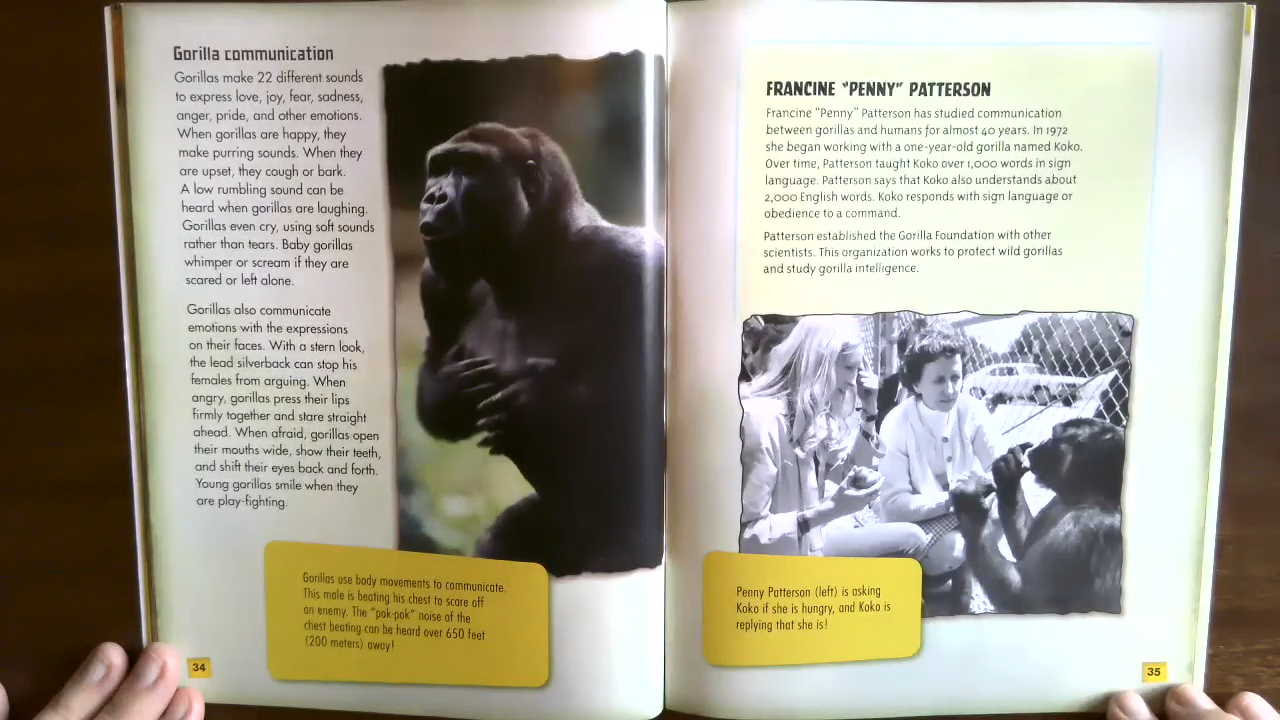 Gorilla communication
Gorillas make 22 different sounds
to express love, joy, fear, sadness,
anger, pride, and other emotions.
When gorillas are happy, they
make purring sounds. When they
are upset, they cough or bark.
A low rumbling sound can be
heard when gorillas are laughing.
Gorillas even cry, using soft sounds
rather than tears. Baby gorillas
whimper or scream if they are
scared or left alone.
Gorillas also communicate
emotions with the expressions
on their faces. With a stern look,
the lead silverback can stop his
females from arguing. When
angry, gorillas press their lips
firmly together and stare straight
ahead. When afraid, gorillas open
their mouths wide, show their teeth,
and shift their eyes back and forth.
Young gorillas smile when they
are play-fighting.
Gorillas use body movements to communicate.
This male is beating his chest to scare off
an enemy. The "pok-pok" noise of the
chest beating can be heard over 650 feet
(200 meters) away!
34
FRANCINE "PENNY" PATTERSON
Francine "Penny" Patterson has studied communication
between gorillas and humans for almost 40 years. In 1972
she began working with a one-year-old gorilla named Koko.
Over time, Patterson taught Koko over 1,000 words in sign
language. Patterson says that Koko also understands about
2,000 English words. Koko responds with sign language or
obedience to a command.
Patterson established the Gorilla Foundation with other
scientists. This organization works to protect wild gorillas
and study gorilla intelligence.
Penny Patterson (left) is asking
Koko if she is hungry, and Koko is
replying that she is!
35